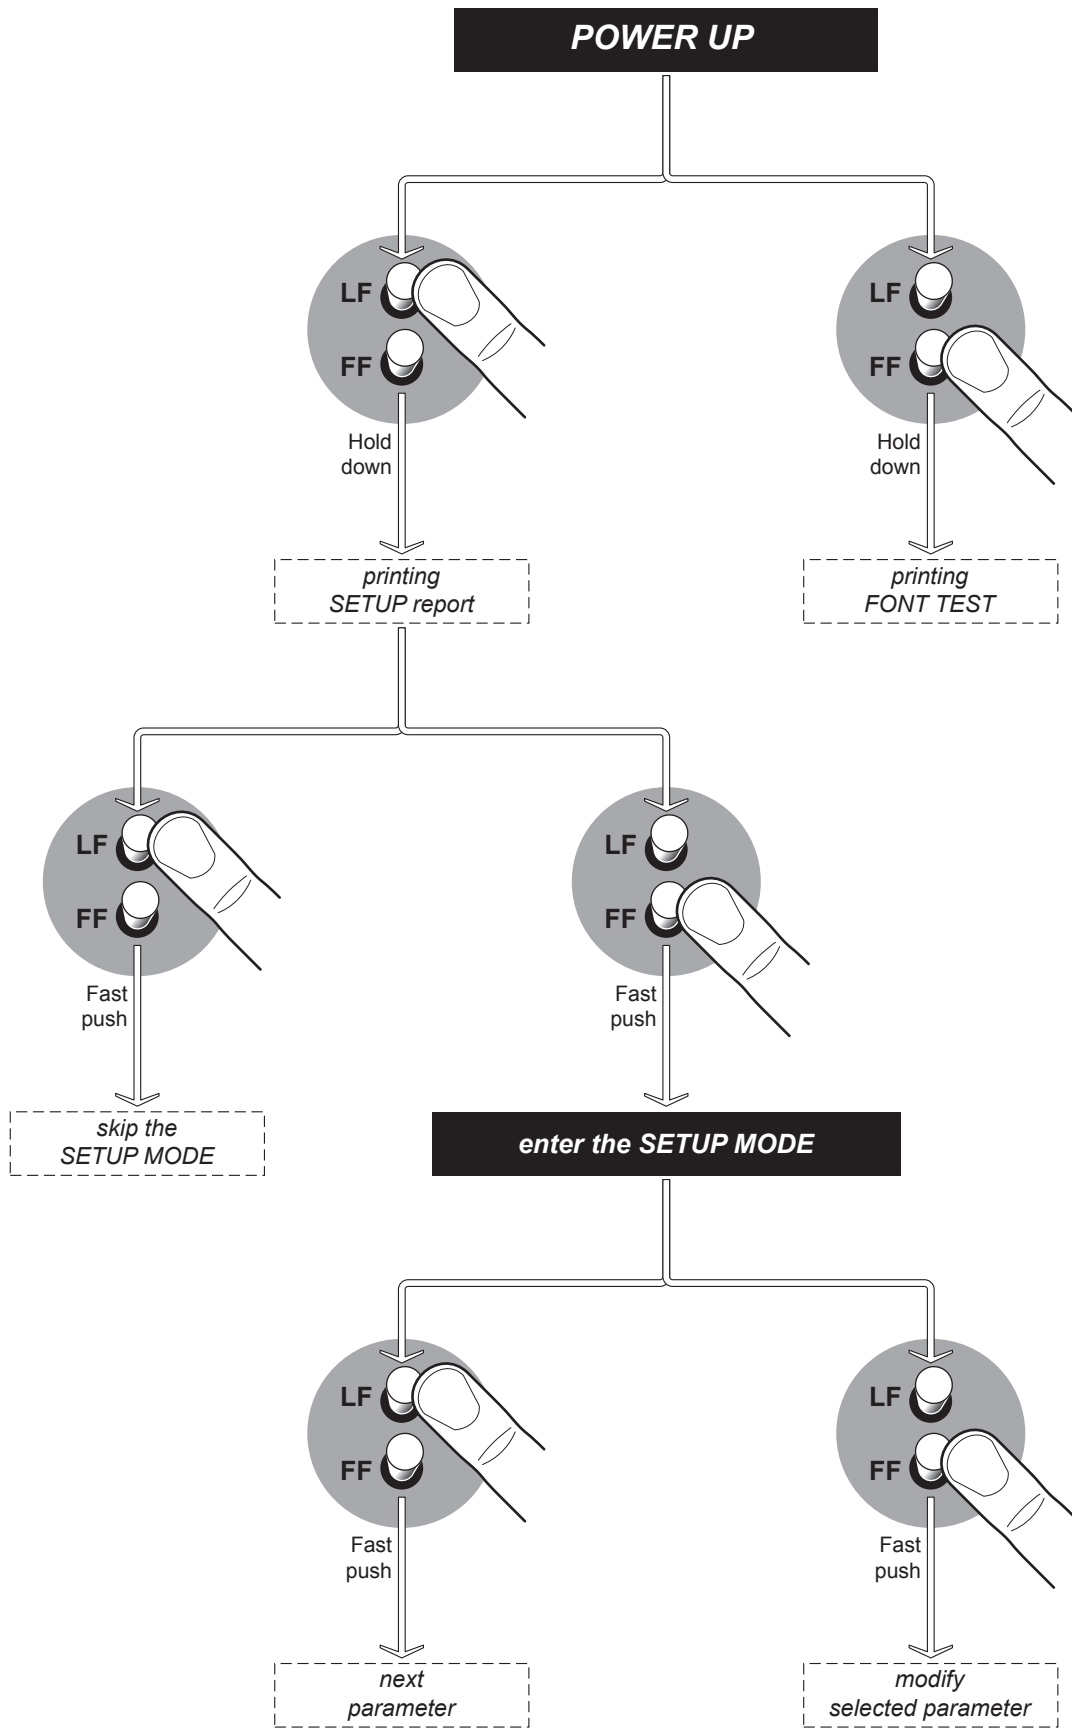 POWER UP
LF
FF
LF
FF
Hold
down
Hold
down
printing
SETUP report
printing
FONT TEST
LF
FF
LF
FF
Fast
push
Fast
push
skip the
SETUP MODE
enter the SETUP MODE
LF
FF
LF
FF
Fast
push
Fast
push
next
parameter
modify
selected parameter